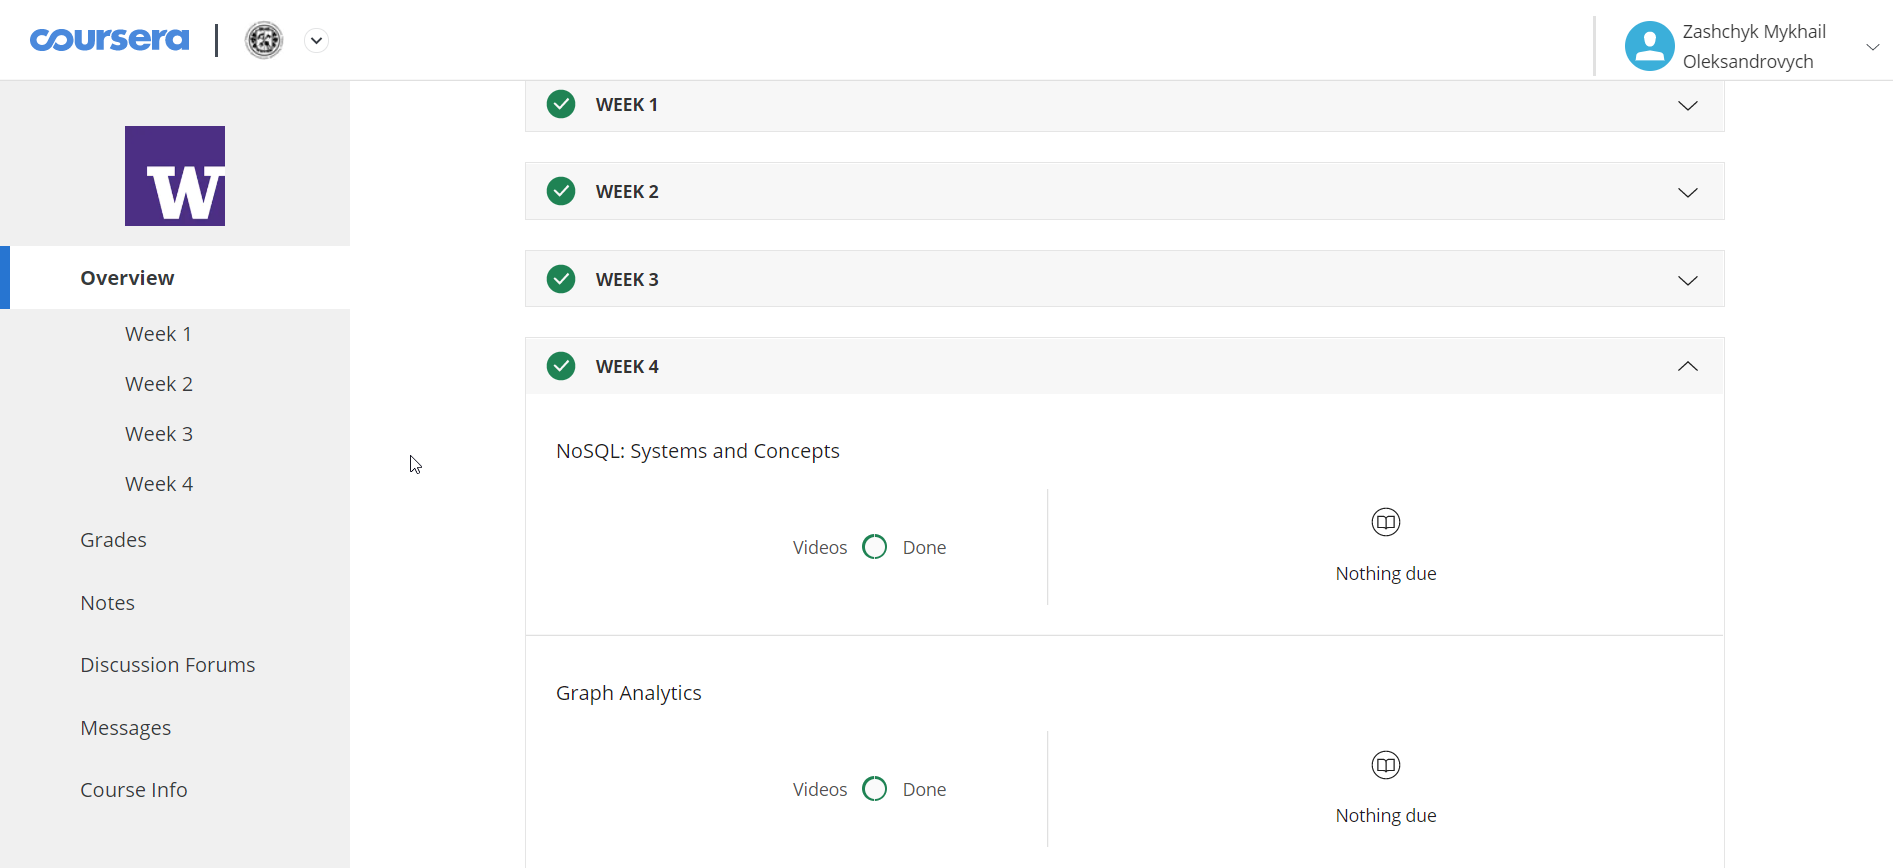 coursera
Zashchyk Mykhail
Oleksandrovych
W
Overview
Week 1
Week 2
Week 3
Week 4
Grades
Notes
Discussion Forums
Messages
Course Info
WEEK 1
WEEK 2
WEEK 3
WEEK 4
NoSQL: Systems and Concepts
Videos Done
Nothing due
Graph Analytics
Videos Done
Nothing due